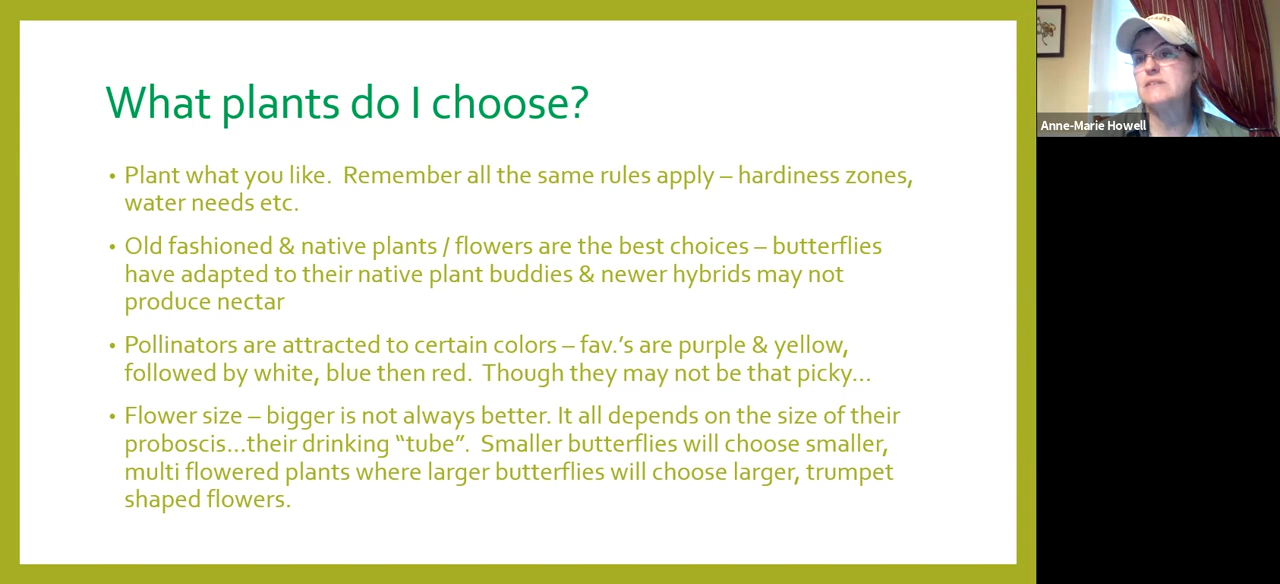 What plants do I choose?
• Plant what you like.  Remember all the same rules apply – hardiness zones,
water needs etc.
• Old fashioned & native plants / flowers are the best choices – butterflies
have adapted to their native plant buddies & newer hybrids may not
produce nectar
• Pollinators are attracted to certain colors – fav.'s are purple & yellow,
followed by white, blue then red.  Though they may not be that picky…
• Flower size – bigger is not always better. It all depends on the size of their
proboscis…their drinking “tube”.  Smaller butterflies will choose smaller,
multi flowered plants where larger butterflies will choose larger, trumpet
shaped flowers.
Anne-Marie Howell